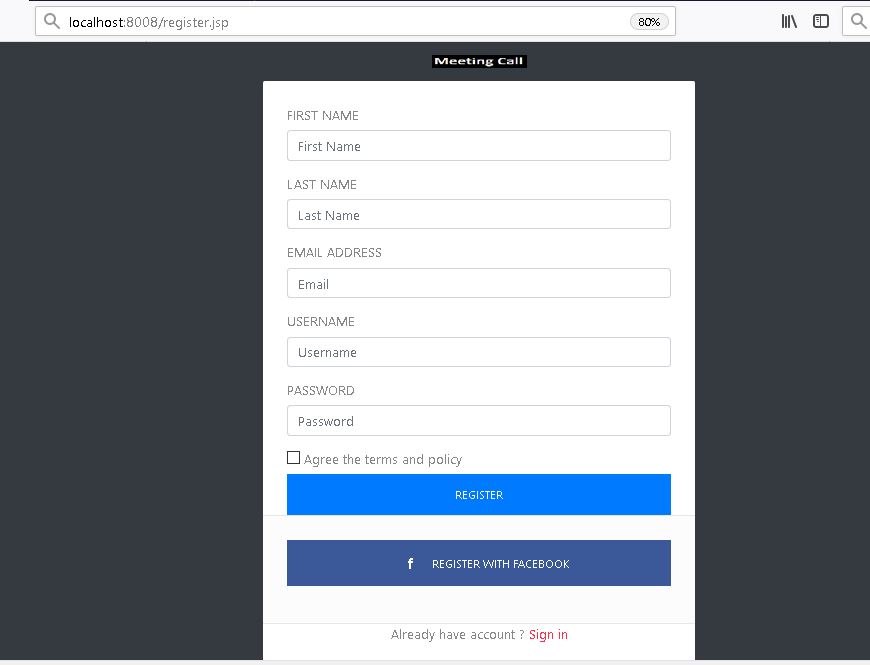 localhost:8008/register.jsp 80%
Meeting Call
FIRST NAME
First Name
LAST NAME
Last Name
EMAIL ADDRESS
Email
USERNAME
Username
PASSWORD
Password
Agree the terms and policy
REGISTER
f REGISTER WITH FACEBOOK
Already have account ? Sign in